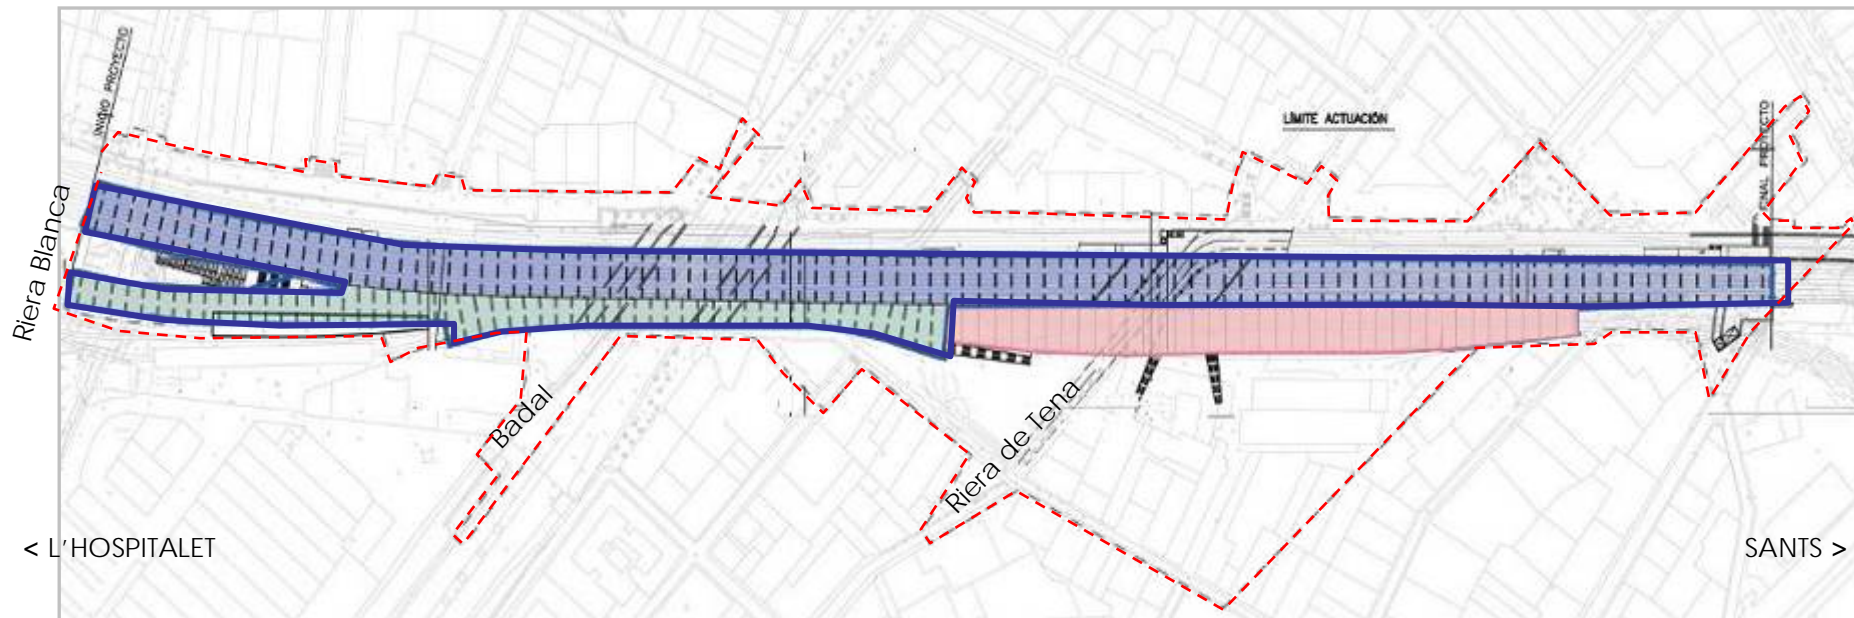 INICIO PROYECTO
LÍMITE ACTUACIÓN
FINAL PROYECTO
Riera Blanca
Badal
Riera de Tena
< L'HOSPITALET
SANTS >